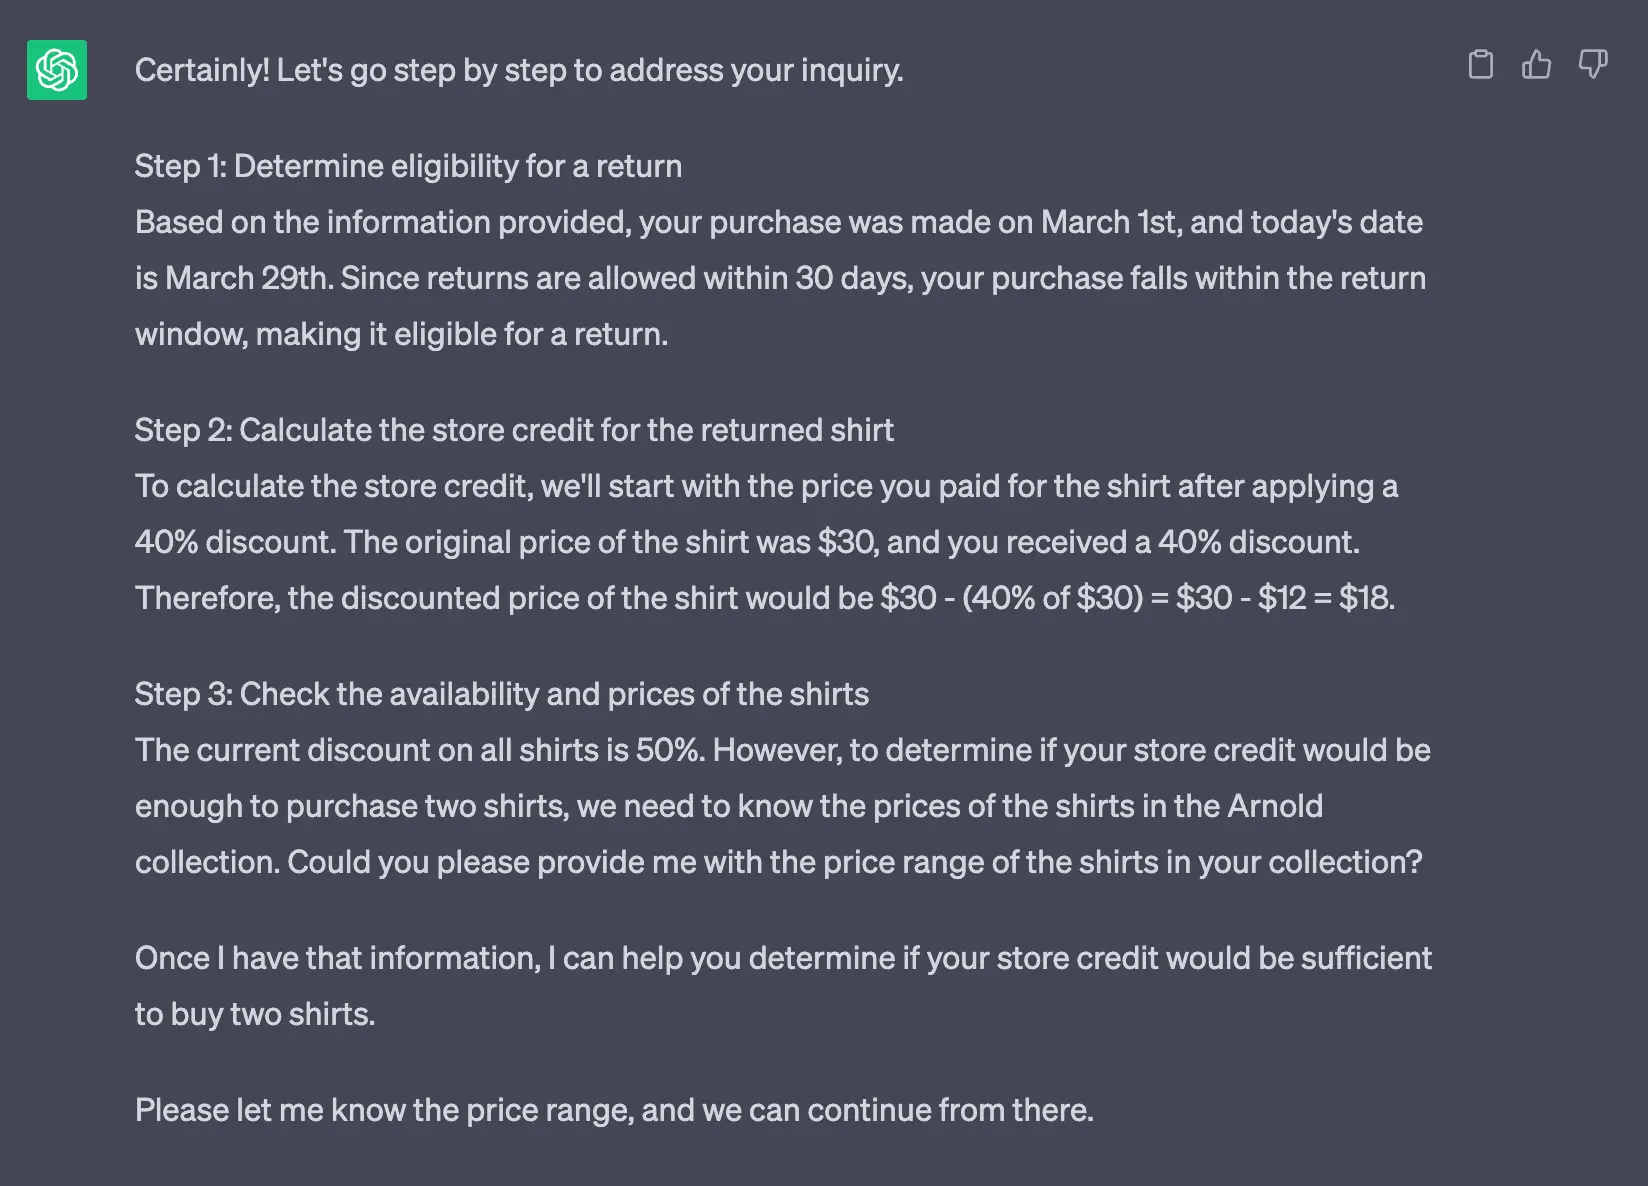 Certainly! Let's go step by step to address your inquiry.
Step 1: Determine eligibility for a return
Based on the information provided, your purchase was made on March 1st, and today's date
is March 29th. Since returns are allowed within 30 days, your purchase falls within the return
window, making it eligible for a return.
Step 2: Calculate the store credit for the returned shirt
To calculate the store credit, we'll start with the price you paid for the shirt after applying a
40% discount. The original price of the shirt was $30, and you received a 40% discount.
Therefore, the discounted price of the shirt would be $30 - (40% of $30) = $30 - $12 = $18.
Step 3: Check the availability and prices of the shirts
The current discount on all shirts is 50%. However, to determine if your store credit would be
enough to purchase two shirts, we need to know the prices of the shirts in the Arnold
collection. Could you please provide me with the price range of the shirts in your collection?
Once I have that information, I can help you determine if your store credit would be sufficient
to buy two shirts.
Please let me know the price range, and we can continue from there.